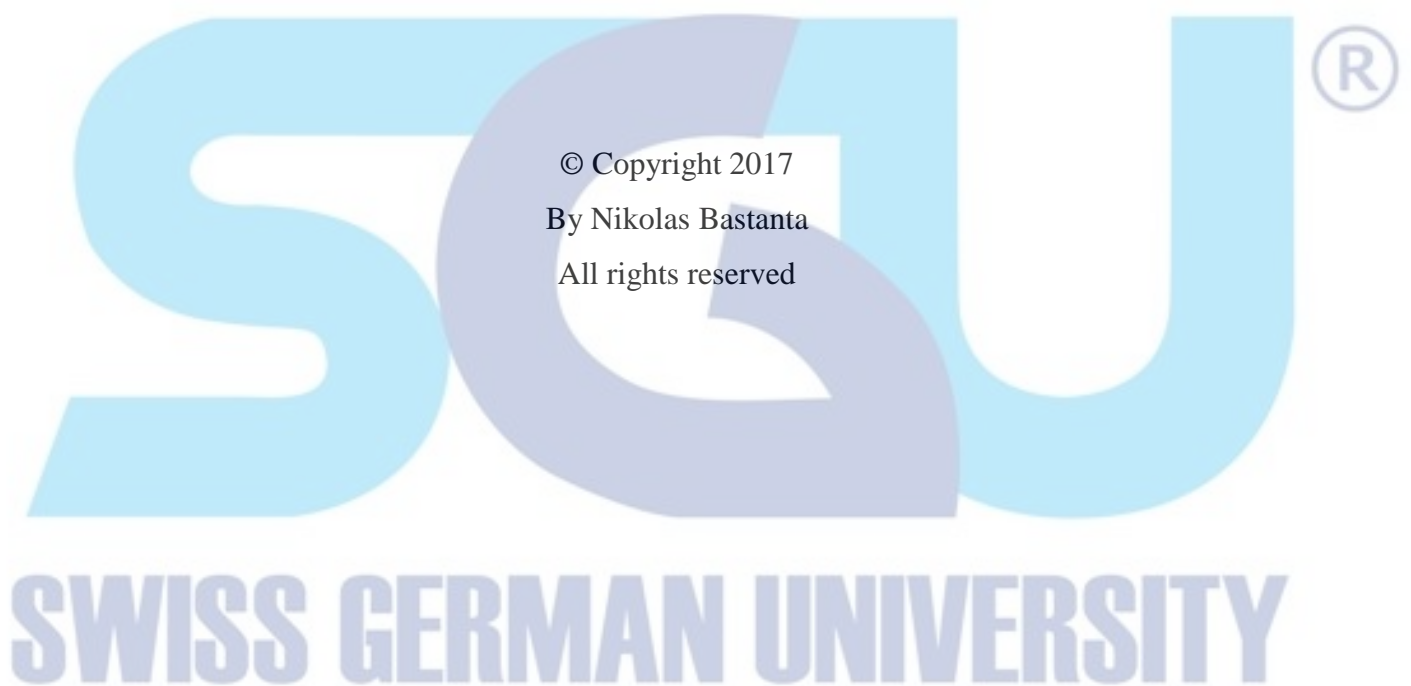 SGU ®
© Copyright 2017
By Nikolas Bastanta
All rights reserved
SWISS GERMAN UNIVERSITY